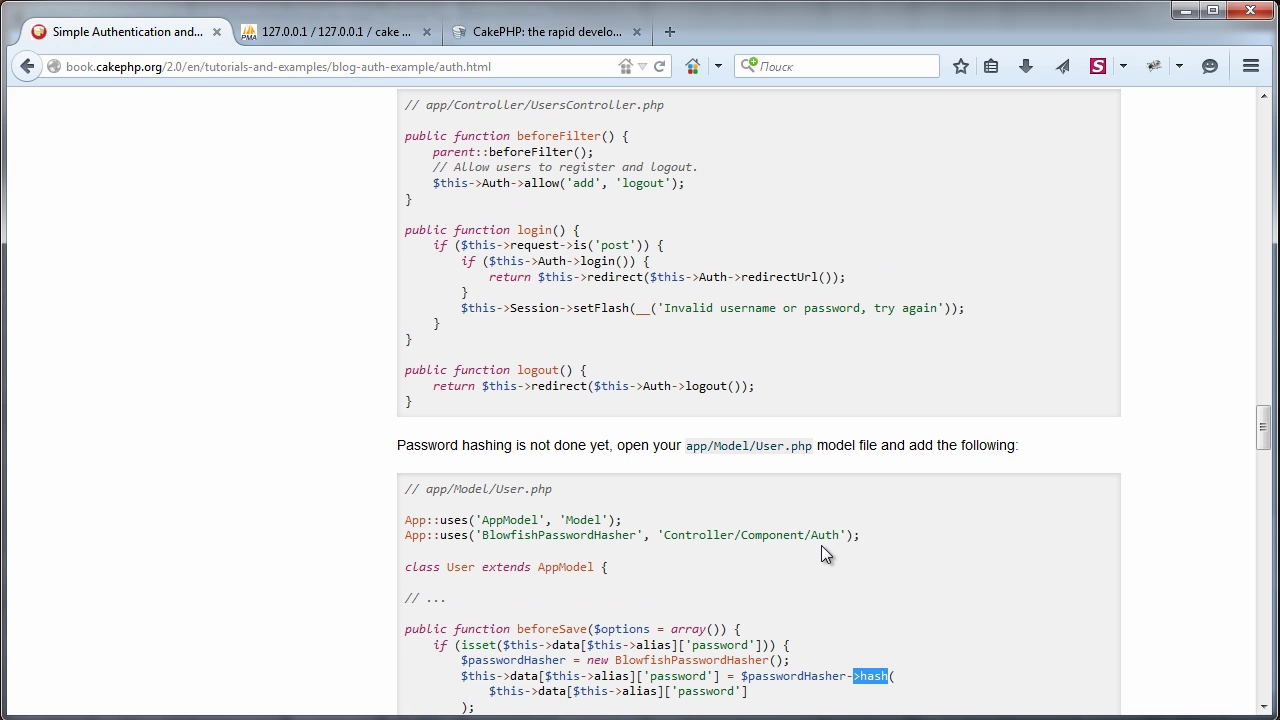 Simple Authentication and...
127.0.0.1 / 127.0.0.1 / cake ...
CakePHP: the rapid develo...
book.cakephp.org/2.0/en/tutorials-and-examples/blog-auth-example/auth.html
Поиск
// app/Controller/UsersController.php
public function beforeFilter() {
    parent::beforeFilter();
    // Allow users to register and logout.
    $this->Auth->allow('add', 'logout');
}
public function login() {
    if ($this->request->is('post')) {
        if ($this->Auth->login()) {
            return $this->redirect($this->Auth->redirectUrl());
        }
        $this->Session->setFlash(__('Invalid username or password, try again'));
    }
}
public function logout() {
    return $this->redirect($this->Auth->logout());
}
Password hashing is not done yet, open your app/Model/User.php model file and add the following:
// app/Model/User.php
App::uses('AppModel', 'Model');
App::uses('BlowfishPasswordHasher', 'Controller/Component/Auth');
class User extends AppModel {
// ...
public function beforeSave($options = array()) {
    if (isset($this->data[$this->alias]['password'])) {
        $passwordHasher = new BlowfishPasswordHasher();
        $this->data[$this->alias]['password'] = $passwordHasher->hash(
            $this->data[$this->alias]['password']
        );